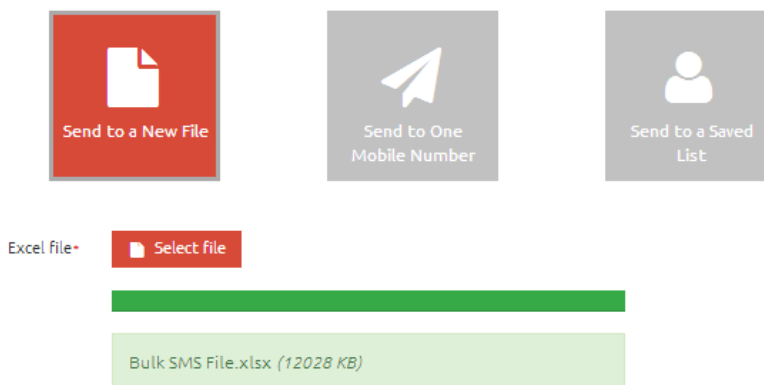 Send to a New File
Send to One
Mobile Number
Send to a Saved
List
Excel file*
Select file
Bulk SMS File.xlsx (12028 KB)